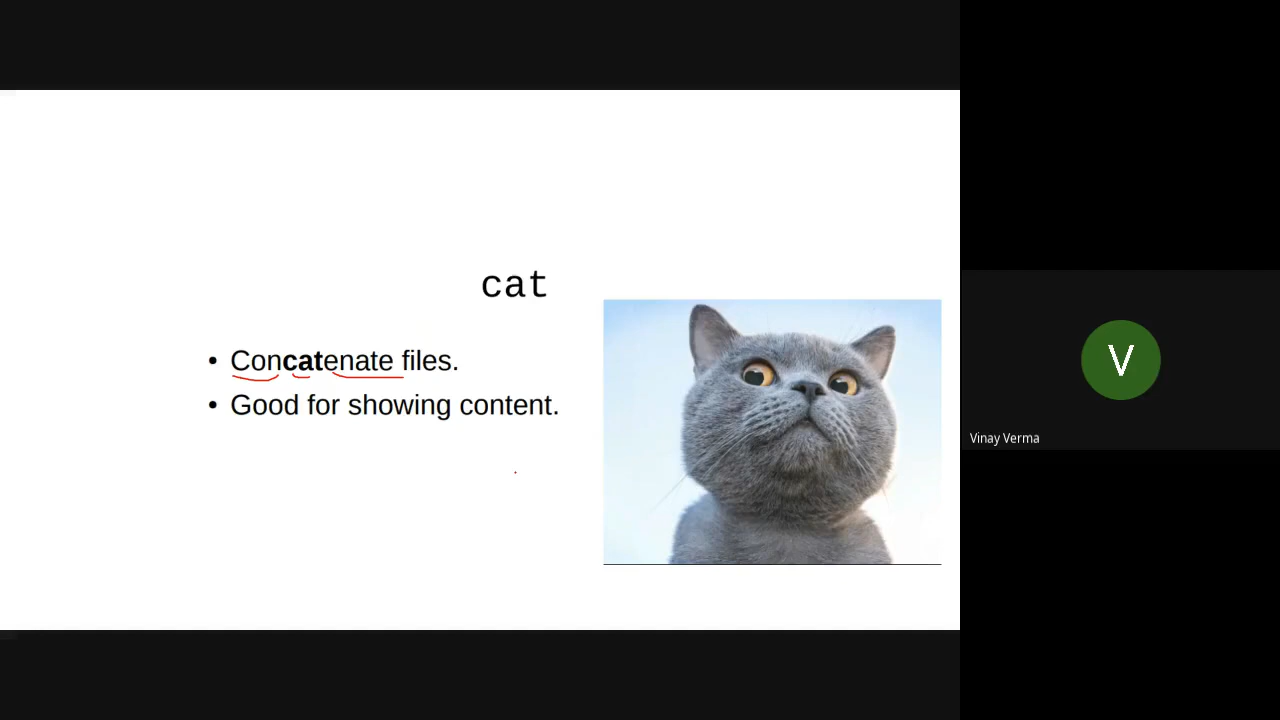 cat
• Concatenate files.
• Good for showing content.
V
Vinay Verma